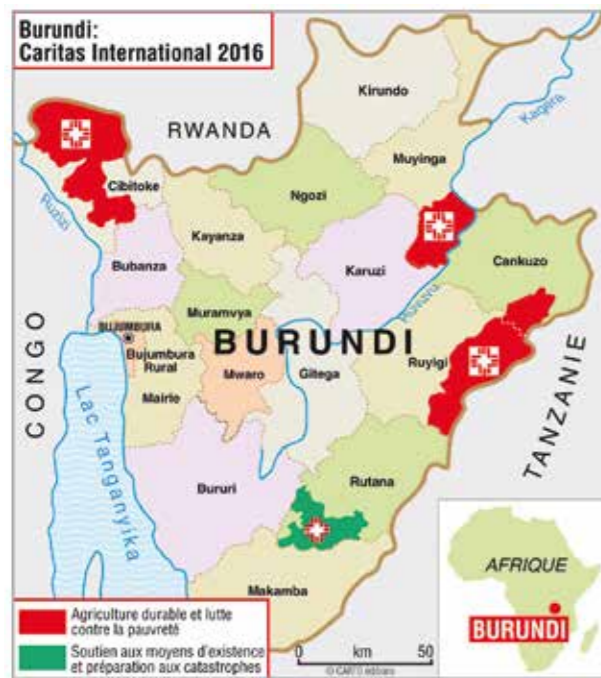 Burundi:
Caritas International 2016
Kirundo
RWANDA
Kagera
Muyinga
Cibitoke
Ngozi
Ruzizi
Kayanza
Cankuzo
Bubanza
Karuzi
Ruvuvu
Muramvya
BUJUMBURA
BURUNDI
CONGO
Bujumbura
Rural
Mwaro
Gitega
Ruyigi
Mairie
TANZANIE
Lac Tanganyika
Rutana
Bururi
AFRIQUE
Makamba
BURUNDI
Agriculture durable et lutte
contre la pauvreté
Soutien aux moyens d'existence
et préparation aux catastrophes
0 km 50
© CARTO éditions